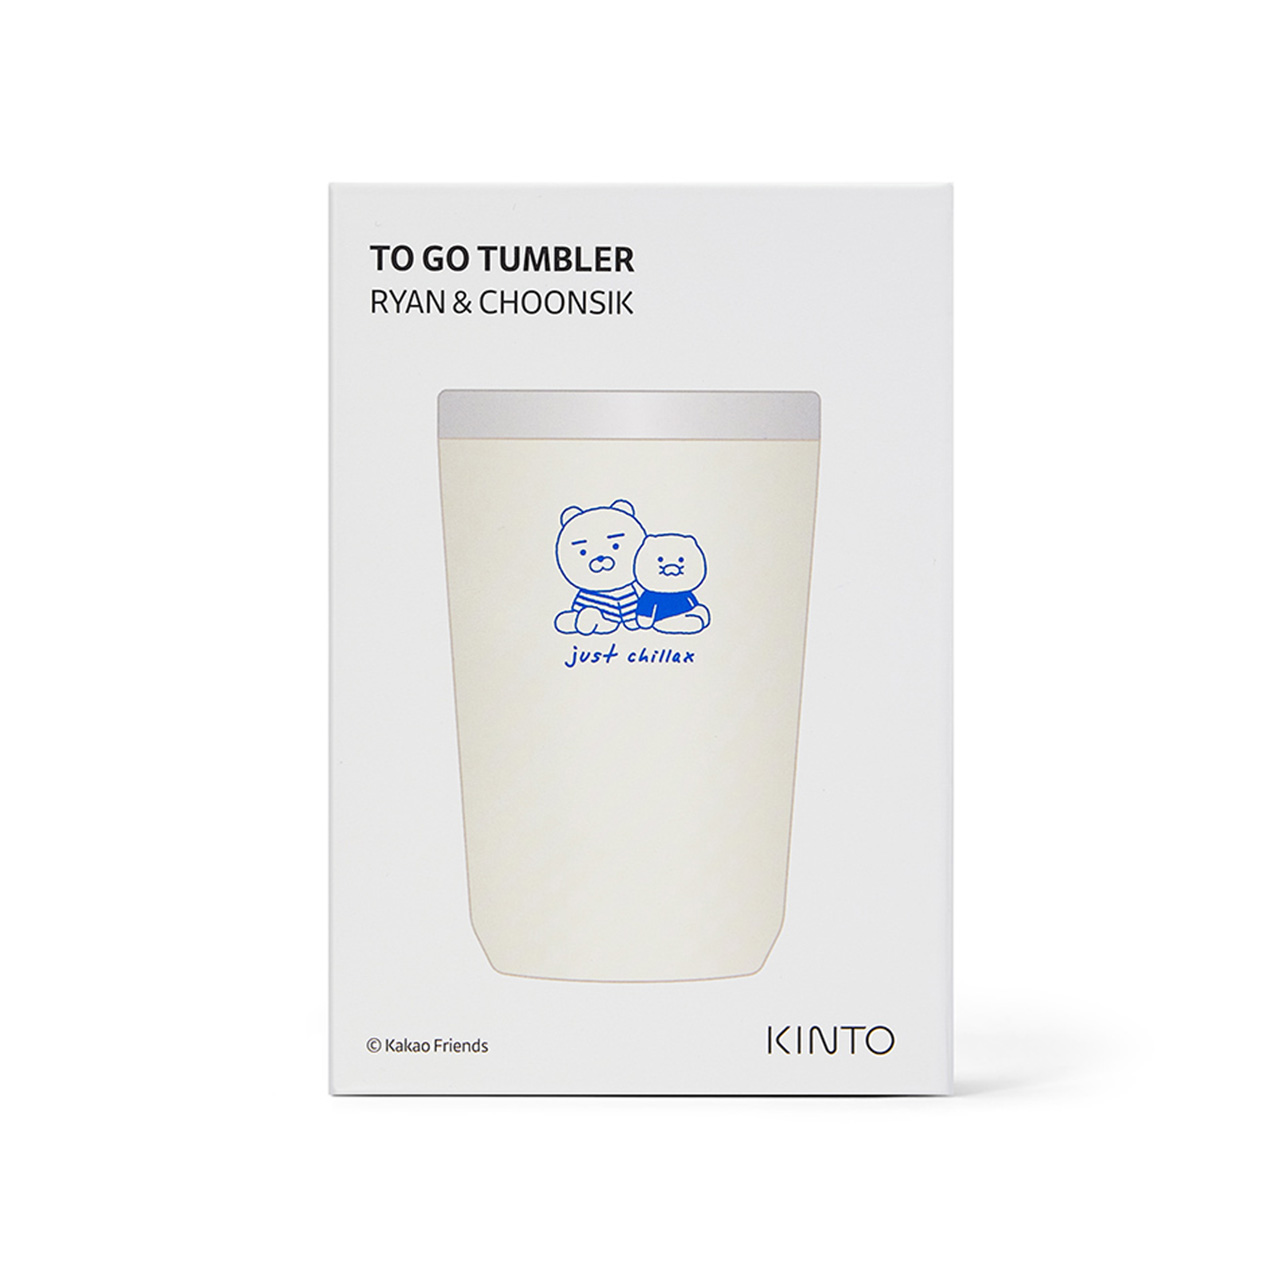 TO GO TUMBLER
RYAN & CHOONSIK
just chillax
© Kakao Friends
KINTO